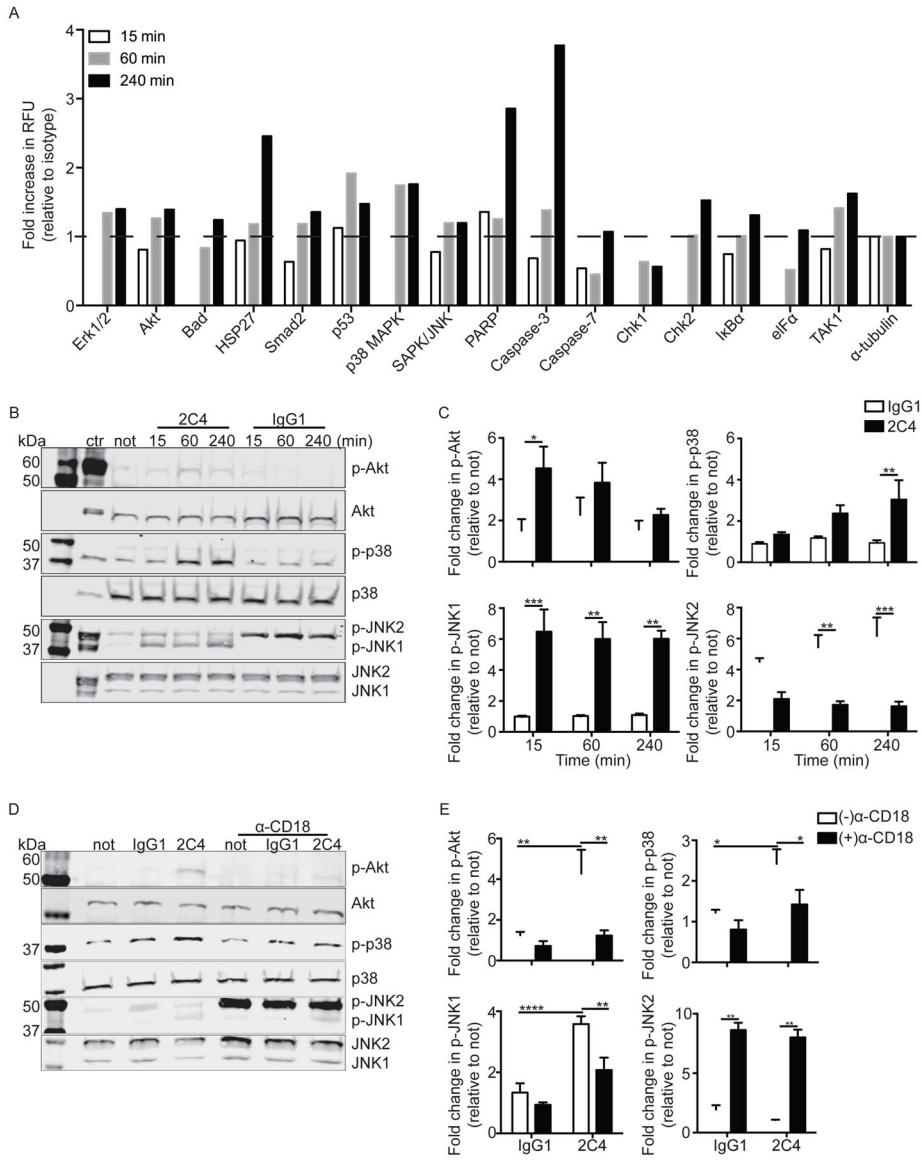 A
15 min
60 min
240 min
Fold increase in RFU
(relative to isotype)
4
3
2
1
0
Erk1/2
Akt
Bad
HSP27
Smad2
p53
p38 MAPK
SAPK/JNK
PARP
Caspase-3
Caspase-7
Chk1
Chk2
IκBα
eIFα
TAK1
α-tubulin
B
2C4 IgG1
kDa ctr not 15 60 240 15 60 240 (min)
60
50
p-Akt
Akt
50
37
p-p38
p38
50
37
p-JNK2
p-JNK1
JNK2
JNK1
C
IgG1
2C4
Fold change in p-Akt
(relative to not)
6
4
2
0
*
Fold change in p-p38
(relative to not)
6
4
2
0
**
Fold change in p-JNK1
(relative to not)
8
6
4
2
0
*** ** **
15 60 240
Time (min)
Fold change in p-JNK2
(relative to not)
8
6
4
2
0
** ***
15 60 240
Time (min)
D
α-CD18
kDa not IgG1 2C4 not IgG1 2C4
60
50
p-Akt
Akt
37
p-p38
p38
50
37
p-JNK2
p-JNK1
JNK2
JNK1
E
(-)α-CD18
(+)α-CD18
Fold change in p-Akt
(relative to not)
6
4
2
0
** **
Fold change in p-p38
(relative to not)
3
2
1
0
* *
Fold change in p-JNK1
(relative to not)
4
2
0
**** **
IgG1 2C4
Fold change in p-JNK2
(relative to not)
10
5
0
** **
IgG1 2C4